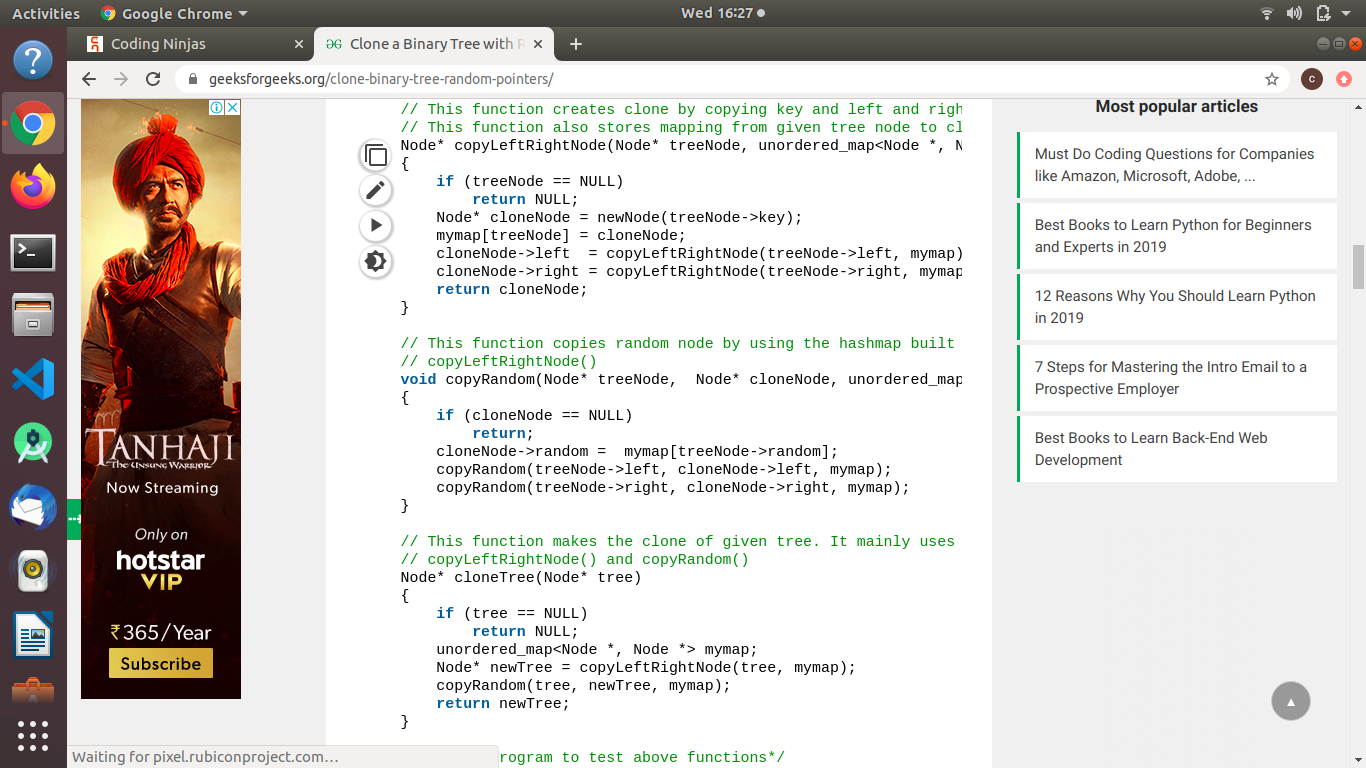 Activities
Google Chrome
Wed 16:27
Coding Ninjas
Clone a Binary Tree with R
geeksforgeeks.org/clone-binary-tree-random-pointers/
C
TANHAJI
The Unsung Warrior
Now Streaming
Only on
hotstar
VIP
₹365/Year
Subscribe
// This function creates clone by copying key and left and righ
// This function also stores mapping from given tree node to cl
Node* copyLeftRightNode(Node* treeNode, unordered_map<Node *, N
{
if (treeNode == NULL)
return NULL;
Node* cloneNode = newNode(treeNode->key);
mymap[treeNode] = cloneNode;
cloneNode->left  = copyLeftRightNode(treeNode->left, mymap)
cloneNode->right = copyLeftRightNode(treeNode->right, mymap
return cloneNode;
}
// This function copies random node by using the hashmap built
// copyLeftRightNode()
void copyRandom(Node* treeNode,  Node* cloneNode, unordered_map
{
if (cloneNode == NULL)
return;
cloneNode->random =  mymap[treeNode->random];
copyRandom(treeNode->left, cloneNode->left, mymap);
copyRandom(treeNode->right, cloneNode->right, mymap);
}
// This function makes the clone of given tree. It mainly uses
// copyLeftRightNode() and copyRandom()
Node* cloneTree(Node* tree)
{
if (tree == NULL)
return NULL;
unordered_map<Node *, Node *> mymap;
Node* newTree = copyLeftRightNode(tree, mymap);
copyRandom(tree, newTree, mymap);
return newTree;
}
rogram to test above functions*/
Most popular articles
Must Do Coding Questions for Companies
like Amazon, Microsoft, Adobe, ...
Best Books to Learn Python for Beginners
and Experts in 2019
12 Reasons Why You Should Learn Python
in 2019
7 Steps for Mastering the Intro Email to a
Prospective Employer
Best Books to Learn Back-End Web
Development
Waiting for pixel.rubiconproject.com…